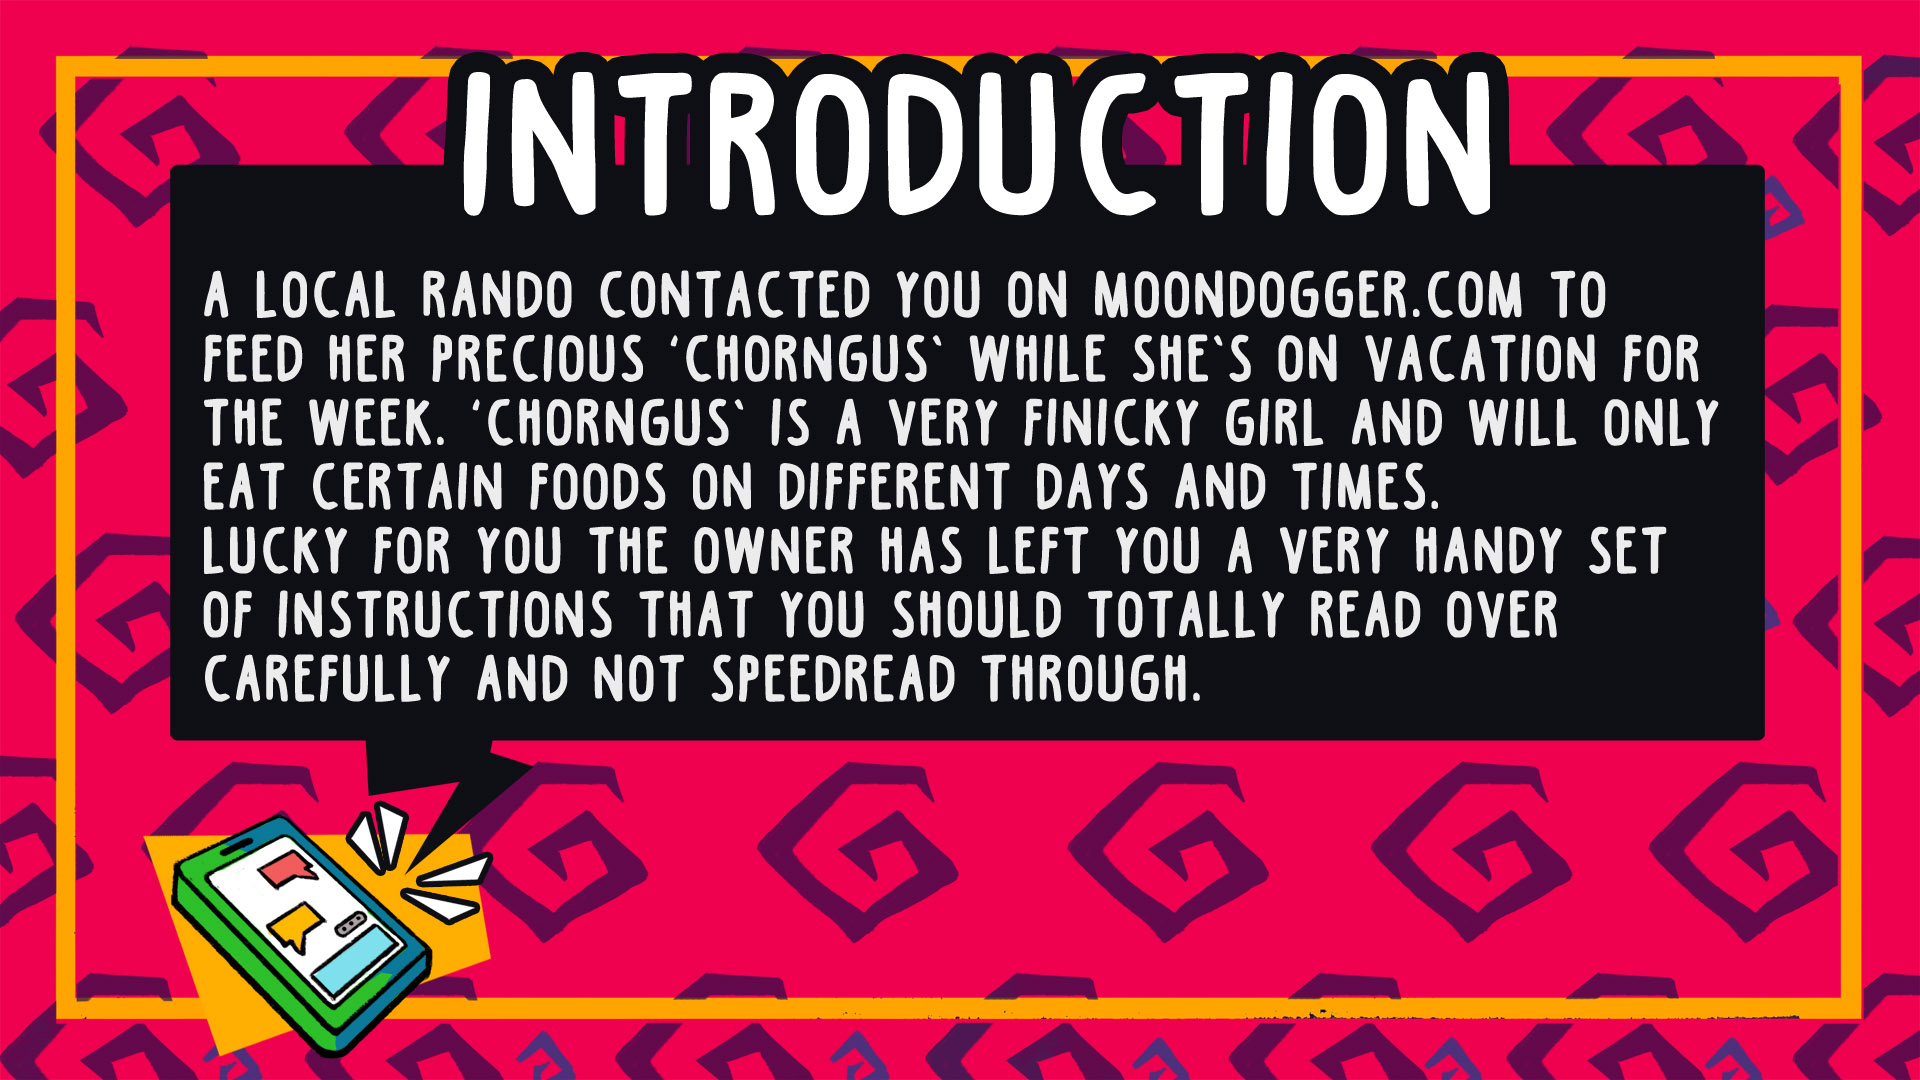 INTRODUCTION
A LOCAL RANDO CONTACTED YOU ON MOONDOGGER.COM TO
FEED HER PRECIOUS 'CHORNGUS` WHILE SHE`S ON VACATION FOR
THE WEEK. 'CHORNGUS` IS A VERY FINICKY GIRL AND WILL ONLY
EAT CERTAIN FOODS ON DIFFERENT DAYS AND TIMES.
LUCKY FOR YOU THE OWNER HAS LEFT YOU A VERY HANDY SET
OF INSTRUCTIONS THAT YOU SHOULD TOTALLY READ OVER
CAREFULLY AND NOT SPEEDREAD THROUGH.